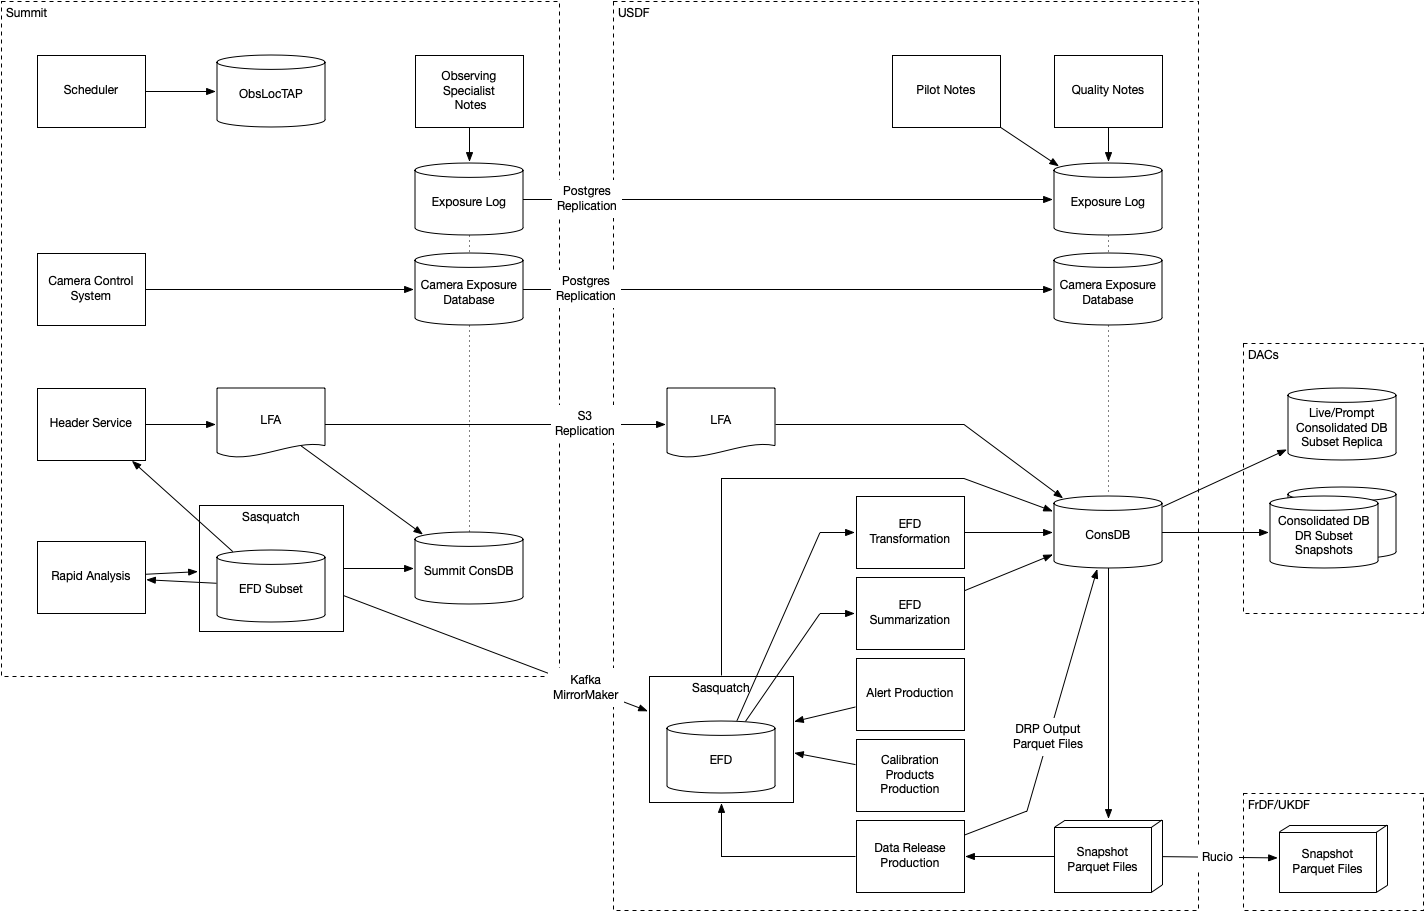 Summit
USDF
Scheduler
ObsLocTAP
Observing
Specialist
Notes
Pilot Notes
Quality Notes
Exposure Log
Postgres
Replication
Exposure Log
Camera Control
System
Camera Exposure
Database
Postgres
Replication
Camera Exposure
Database
DACs
Header Service
LFA
S3
Replication
LFA
Live/Prompt
Consolidated DB
Subset Replica
Sasquatch
Rapid Analysis
EFD Subset
Summit ConsDB
EFD
Transformation
ConsDB
Consolidated DB
DR Subset
Snapshots
EFD
Summarization
Kafka
MirrorMaker
Sasquatch
EFD
Alert Production
DRP Output
Parquet Files
Calibration
Products
Production
Data Release
Production
Snapshot
Parquet Files
Rucio
FrDF/UKDF
Snapshot
Parquet Files